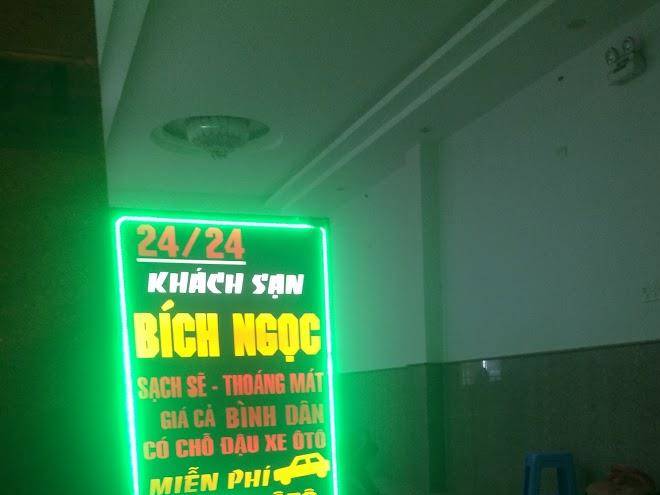 24/24
KHÁCH SẠN
BÍCH NGỌC
SẠCH SẼ - THOÁNG MÁT
GIÁ CẢ BÌNH DÂN
CÓ CHỖ ĐẬU XE ÔTÔ
MIỄN PHÍ